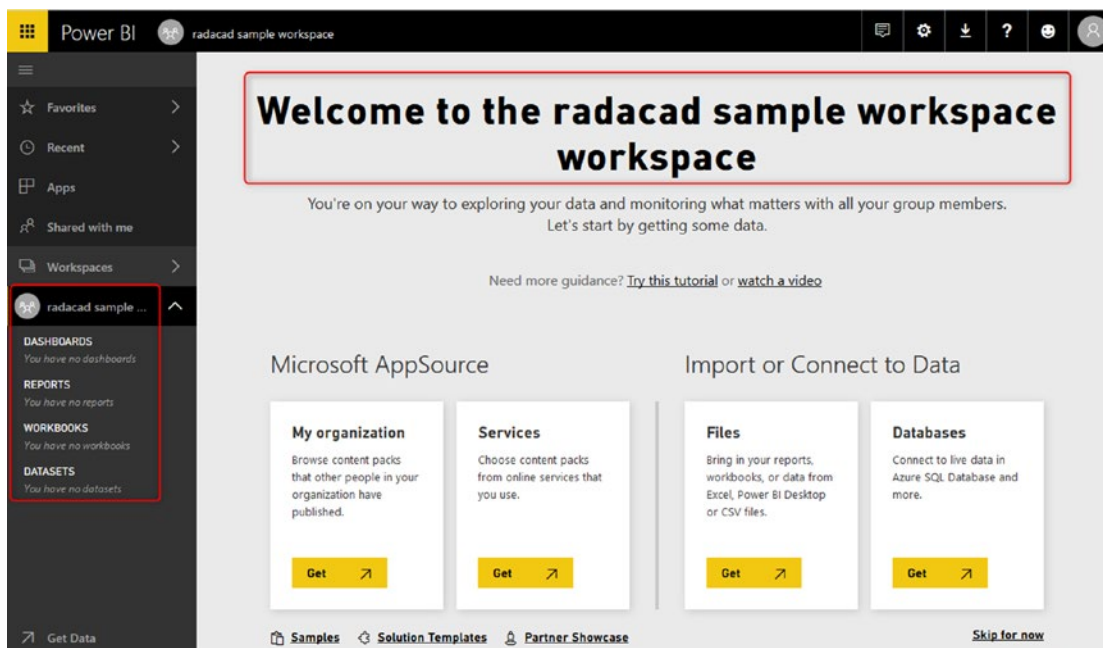 Power BI radacad sample workspace ?
Favorites
Recent
Apps
Shared with me
Workspaces
radacad sample ...
DASHBOARDS
You have no dashboards
REPORTS
You have no reports
WORKBOOKS
You have no workbooks
DATASETS
You have no datasets
Get Data
Welcome to the radacad sample workspace
workspace
You're on your way to exploring your data and monitoring what matters with all your group members.
Let's start by getting some data.
Need more guidance? Try this tutorial or watch a video
Microsoft AppSource
My organization
Browse content packs
that other people in your
organization have
published.
Get
Services
Choose content packs
from online services that
you use.
Get
Import or Connect to Data
Files
Bring in your reports,
workbooks, or data from
Excel, Power BI Desktop
or CSV files.
Get
Databases
Connect to live data in
Azure SQL Database and
more.
Get
Samples Solution Templates Partner Showcase
Skip for now